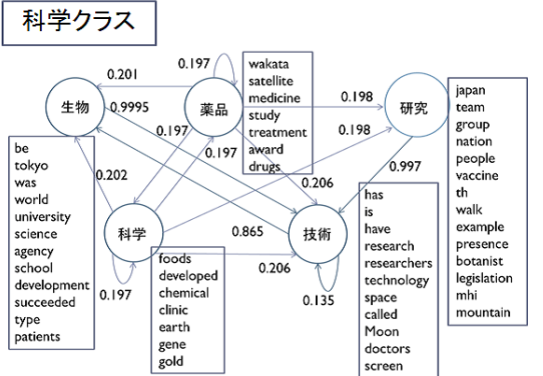 科学クラス
0.201
0.197
生物
0.9995
薬品
wakata
satellite
medicine
study
treatment
award
drugs
0.198
0.198
研究
japan
team
group
nation
people
vaccine
th
walk
example
presence
botanist
legislation
mhi
mountain
0.197
0.197
0.206
0.997
be
tokyo
was
world
university
science
agency
school
development
succeeded
type
patients
0.202
科学
0.197
0.865
0.206
foods
developed
chemical
clinic
earth
gene
gold
技術
0.135
has
is
have
research
researchers
technology
space
called
Moon
doctors
screen